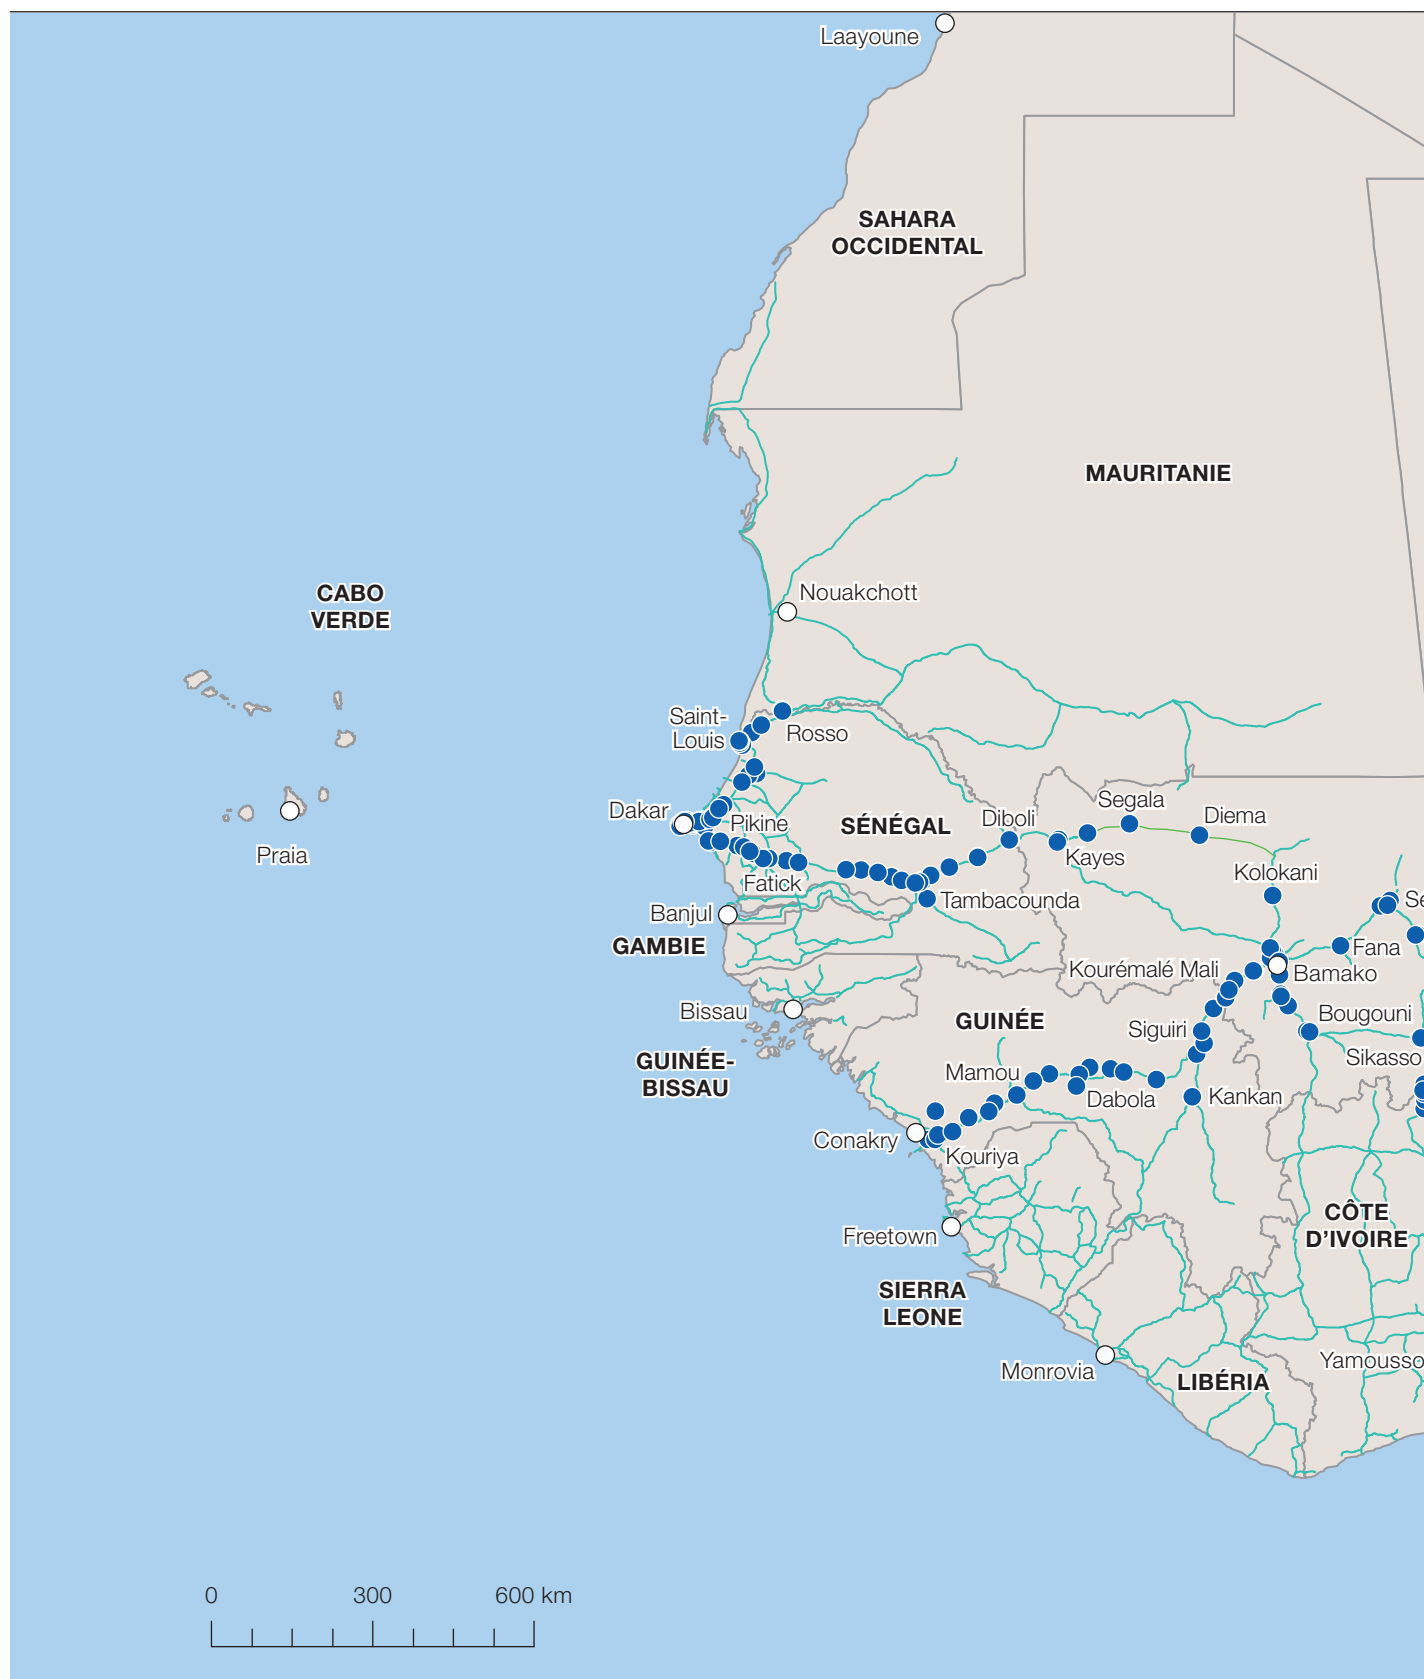 Laayoune
SAHARA
OCCIDENTAL
MAURITANIE
CABO
VERDE
Nouakchott
Saint-
Louis
Rosso
Praia
Dakar
Pikine
SÉNÉGAL
Diboli
Segala
Diema
Kayes
Kolokani
Fatick
Tambacounda
Banjul
GAMBIE
Fana
Kourémalé Mali
Bamako
Bissau
GUINÉE
Siguiri
Bougouni
Sikasso
GUINÉE-
BISSAU
Mamou
Dabola
Kankan
Conakry
Kouriya
CÔTE
D'IVOIRE
Freetown
SIERRA
LEONE
Monrovia
LIBÉRIA
Yamousso
0 300 600 km